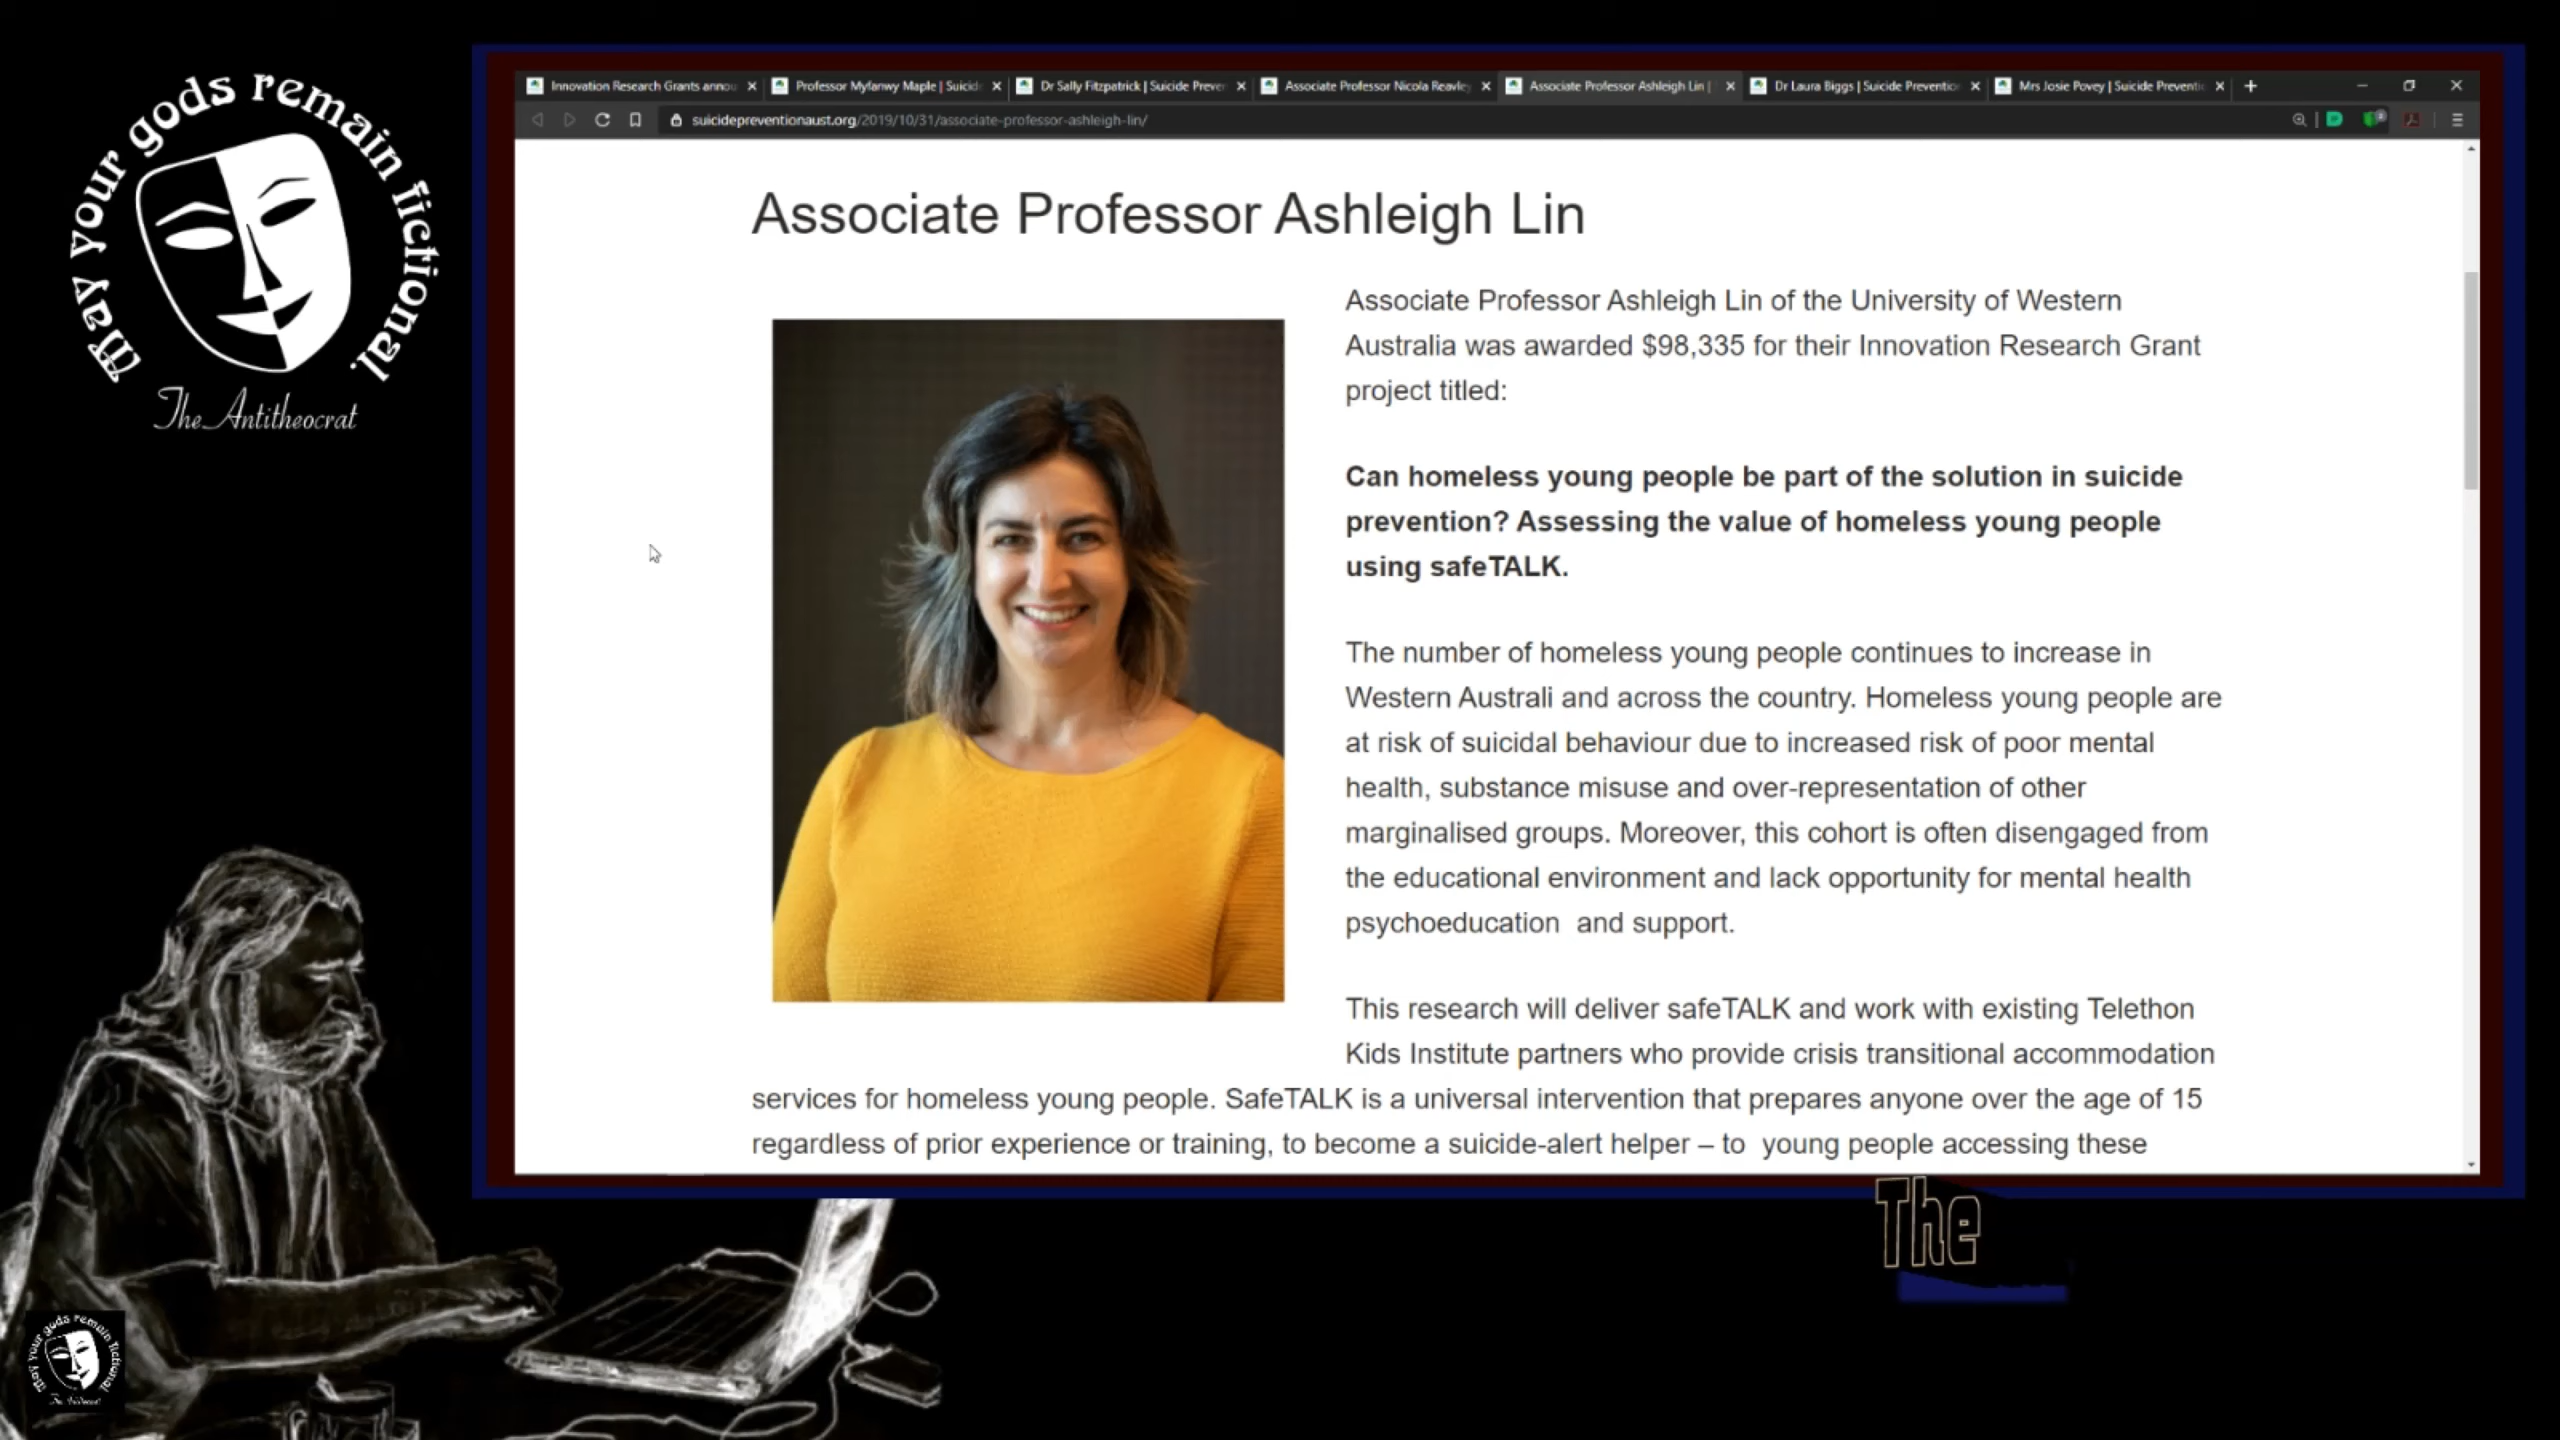 May your gods remain fictional
The Antitheocrat
Innovation Research Grants annou
Professor Myfanwy Maple | Suicid
Dr Sally Fitzpatrick | Suicide Preve
Associate Professor Nicola Reavley
Associate Professor Ashleigh Lin |
Dr Laura Biggs | Suicide Preventio
Mrs Josie Povey | Suicide Preventi
suicidepreventionaust.org/2019/10/31/associate-professor-ashleigh-lin/
Associate Professor Ashleigh Lin
Associate Professor Ashleigh Lin of the University of Western
Australia was awarded $98,335 for their Innovation Research Grant
project titled:
Can homeless young people be part of the solution in suicide
prevention? Assessing the value of homeless young people
using safeTALK.
The number of homeless young people continues to increase in
Western Australi and across the country. Homeless young people are
at risk of suicidal behaviour due to increased risk of poor mental
health, substance misuse and over-representation of other
marginalised groups. Moreover, this cohort is often disengaged from
the educational environment and lack opportunity for mental health
psychoeducation  and support.
This research will deliver safeTALK and work with existing Telethon
Kids Institute partners who provide crisis transitional accommodation
services for homeless young people. SafeTALK is a universal intervention that prepares anyone over the age of 15
regardless of prior experience or training, to become a suicide-alert helper – to  young people accessing these
The
May your gods remain fictional
The Antitheocrat